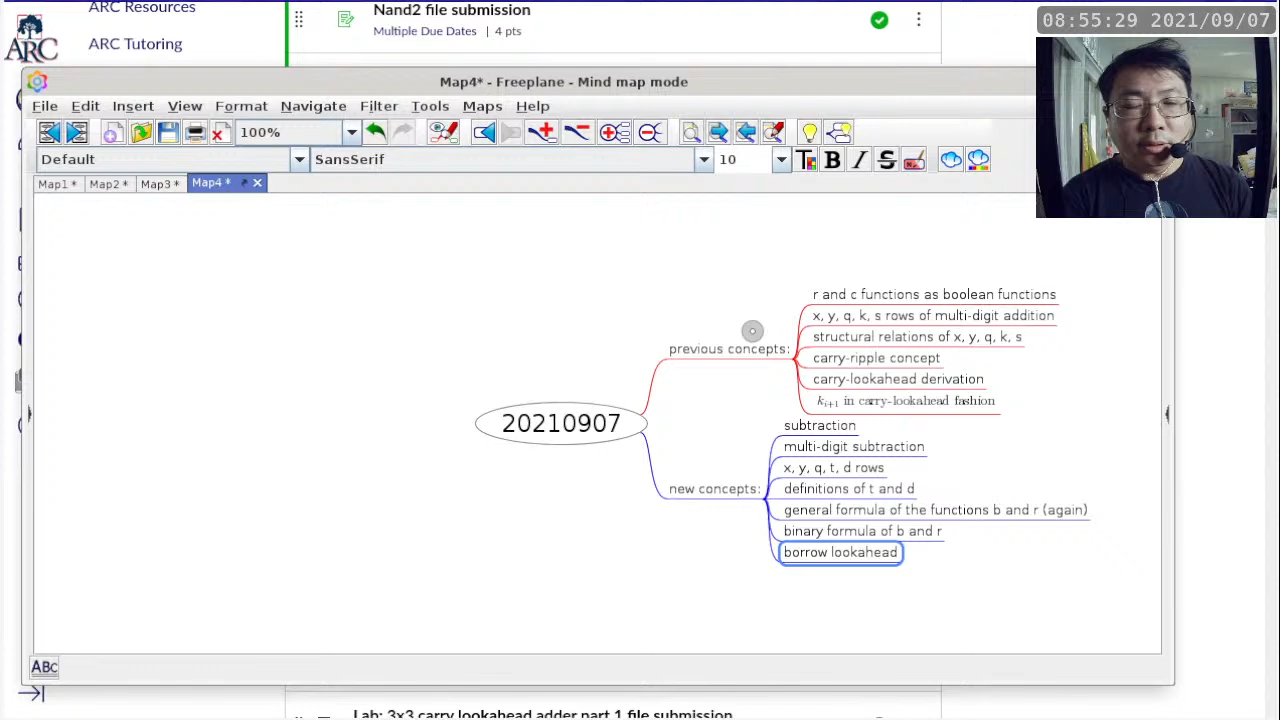 ARC Resources
Nand2 file submission
08:55:29 2021/09/07
ARC
ARC Tutoring
Multiple Due Dates | 4 pts
Map4* - Freeplane - Mind map mode
File Edit Insert View Format Navigate Filter Tools Maps Help
100%
Default
SansSerif
10
T B I S
Map1* Map2* Map3* Map4*
r and c functions as boolean functions
x, y, q, k, s rows of multi-digit addition
structural relations of x, y, q, k, s
previous concepts:
carry-ripple concept
carry-lookahead derivation
k_{i+1} in carry-lookahead fashion
20210907
subtraction
multi-digit subtraction
x, y, q, t, d rows
new concepts:
definitions of t and d
general formula of the functions b and r (again)
binary formula of b and r
borrow lookahead
ABC
Lab: 3x3 carry lookahead adder part 1 file submission